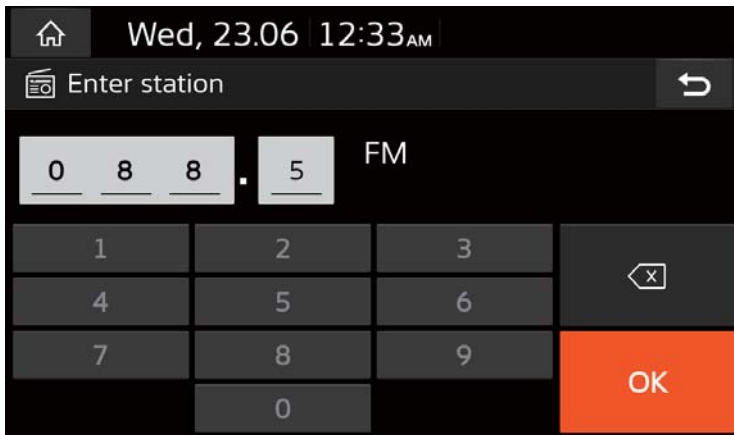 Wed, 23.06 12:33AM
Enter station
0 8 8 . 5 FM
1 2 3
4 5 6
7 8 9
OK
0